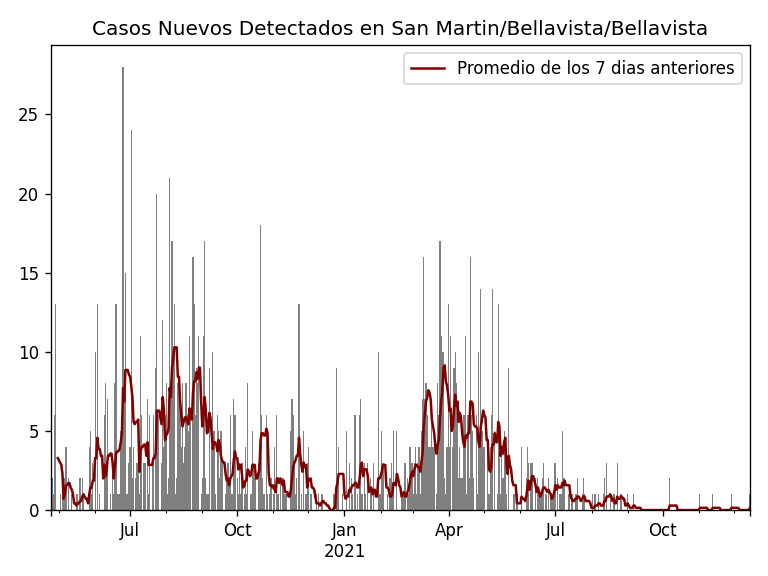 Casos Nuevos Detectados en San Martin/Bellavista/Bellavista
Promedio de los 7 dias anteriores
25
20
15
10
5
0
Jul
Oct
Jan
2021
Apr
Jul
Oct